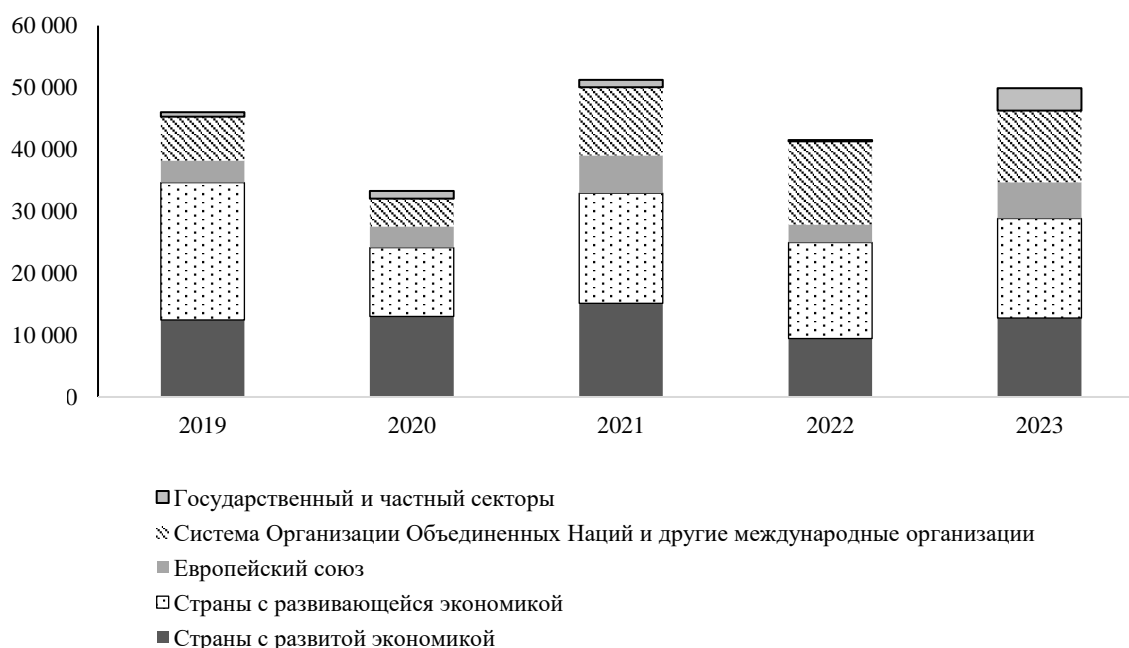 60 000
50 000
40 000
30 000
20 000
10 000
0
2019 2020 2021 2022 2023
Государственный и частный секторы
Система Организации Объединенных Наций и другие международные организации
Европейский союз
Страны с развивающейся экономикой
Страны с развитой экономикой